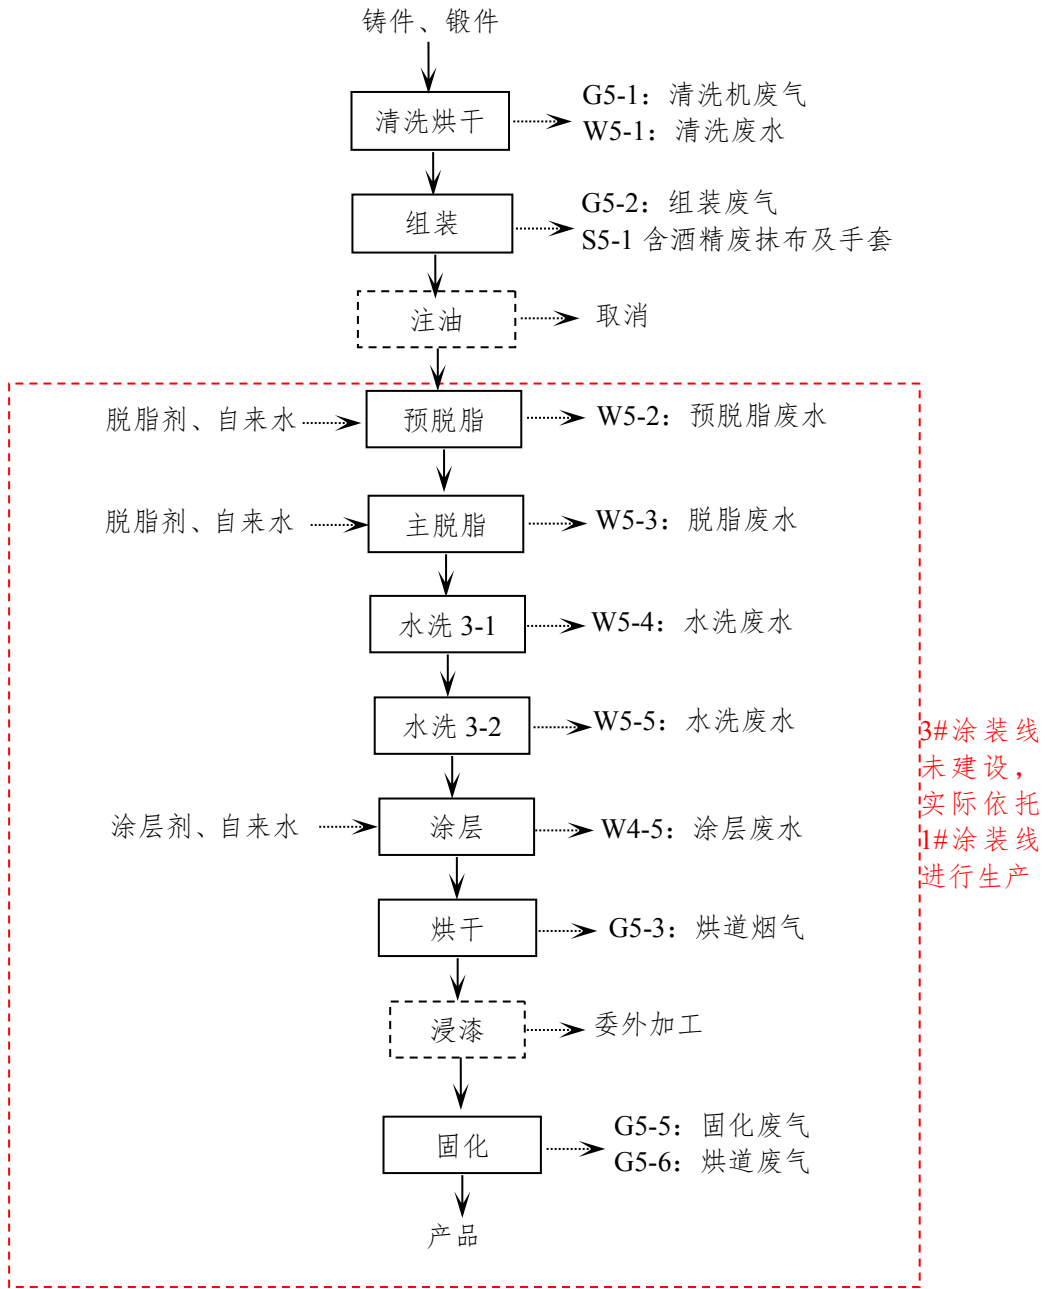 铸件、锻件
清洗烘干
G5-1：清洗机废气
W5-1：清洗废水
组装
G5-2：组装废气
S5-1 含酒精废抹布及手套
注油
取消
脱脂剂、自来水
预脱脂
W5-2：预脱脂废水
脱脂剂、自来水
主脱脂
W5-3：脱脂废水
水洗 3-1
W5-4：水洗废水
水洗 3-2
W5-5：水洗废水
3#涂装线
未建设，
实际依托
1#涂装线
进行生产
涂层剂、自来水
涂层
W4-5：涂层废水
烘干
G5-3：烘道烟气
浸漆
委外加工
固化
G5-5：固化废气
G5-6：烘道废气
产品